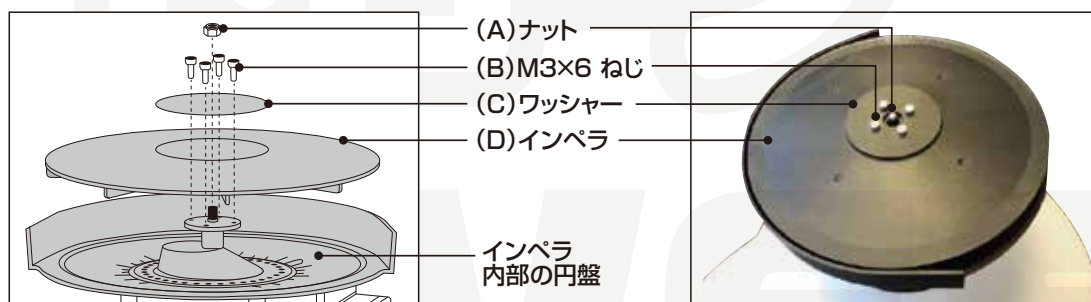 (A)ナット
(B)M3×6 ねじ
(C)ワッシャー
(D)インペラ
インペラ
内部の円盤